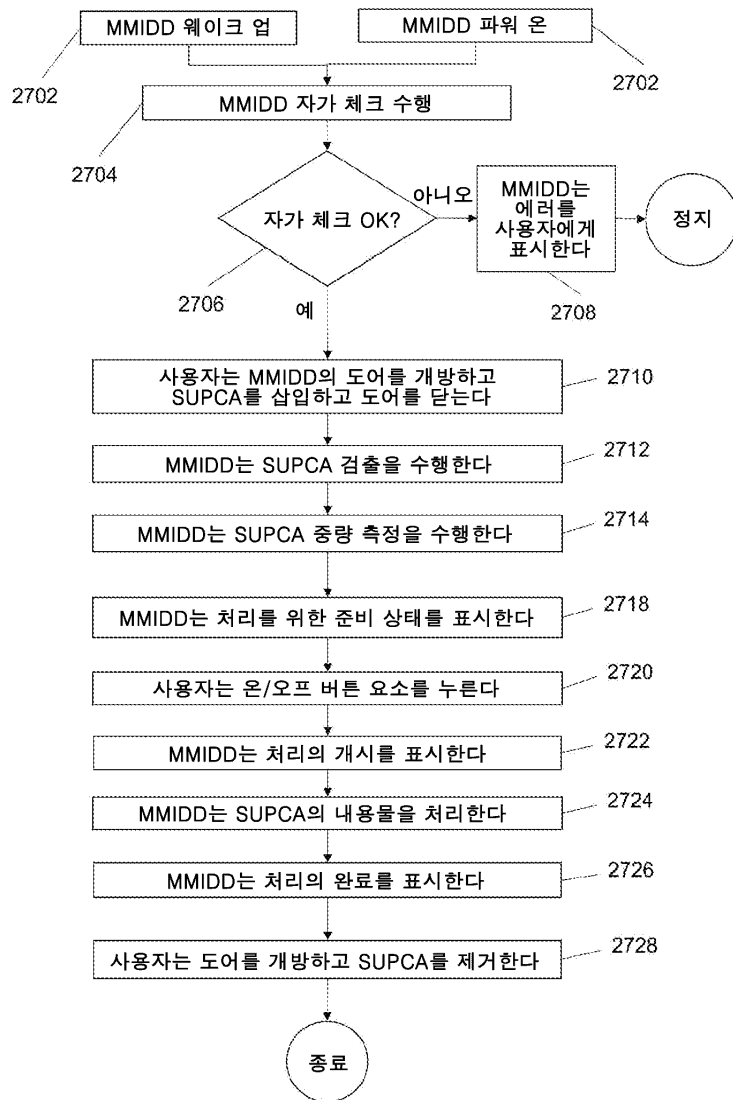 MMIDD 웨이크 업
MMIDD 파워 온
2702
2702
MMIDD 자가 체크 수행
2704
자가 체크 OK?
아니오
MMIDD는
에러를
사용자에게
표시한다
정지
2706
2708
예
사용자는 MMIDD의 도어를 개방하고
SUPCA를 삽입하고 도어를 닫는다
2710
MMIDD는 SUPCA 검출을 수행한다
2712
MMIDD는 SUPCA 중량 측정을 수행한다
2714
MMIDD는 처리를 위한 준비 상태를 표시한다
2718
사용자는 온/오프 버튼 요소를 누른다
2720
MMIDD는 처리의 개시를 표시한다
2722
MMIDD는 SUPCA의 내용물을 처리한다
2724
MMIDD는 처리의 완료를 표시한다
2726
사용자는 도어를 개방하고 SUPCA를 제거한다
2728
종료